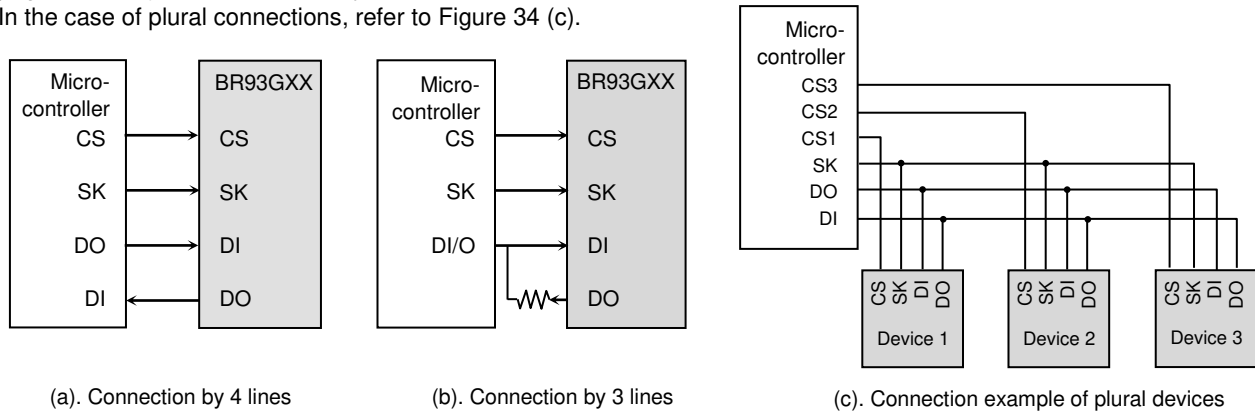 In the case of plural connections, refer to Figure 34 (c).
Micro-
controller
CS
SK
DO
DI
BR93GXX
CS
SK
DI
DO
(a). Connection by 4 lines
Micro-
controller
CS
SK
DI/O
BR93GXX
CS
SK
DI
DO
(b). Connection by 3 lines
Micro-
controller
CS3
CS2
CS1
SK
DO
DI
CS
SK
DI
DO
Device 1
CS
SK
DI
DO
Device 2
CS
SK
DI
DO
Device 3
(c). Connection example of plural devices